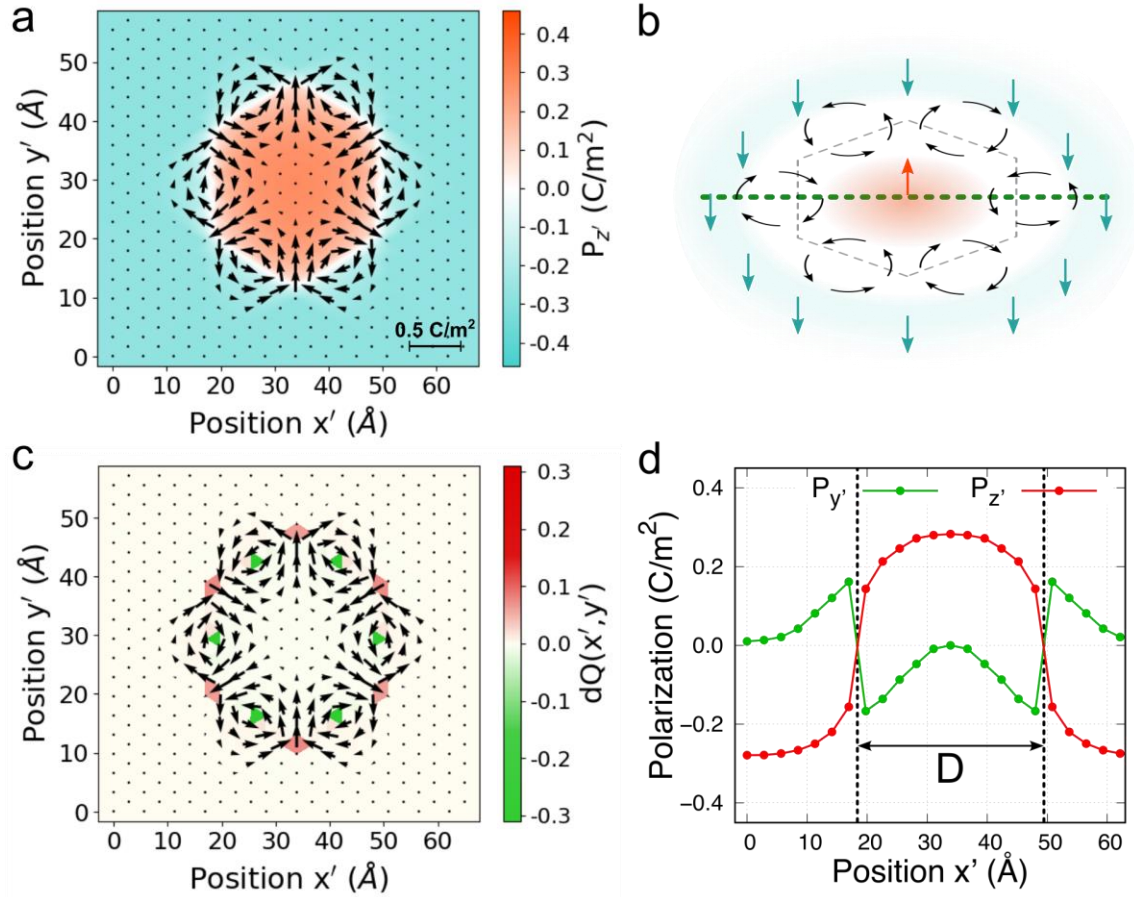 a
50
40
30
20
10
0
0 10 20 30 40 50 60
Position x′ (Å)
Position y′ (Å)
0.5 C/m²
0.4
0.3
0.2
0.1
0.0
-0.1
-0.2
-0.3
-0.4
P_z′ (C/m²)
b
c
50
40
30
20
10
0
0 10 20 30 40 50 60
Position x′ (Å)
Position y′ (Å)
0.3
0.2
0.1
0.0
-0.1
-0.2
-0.3
dQ(x′,y′)
d
P_y' P_z'
0.4
0.2
0.0
−0.2
−0.4
D
0 10 20 30 40 50 60
Position x' (Å)
Polarization (C/m²)